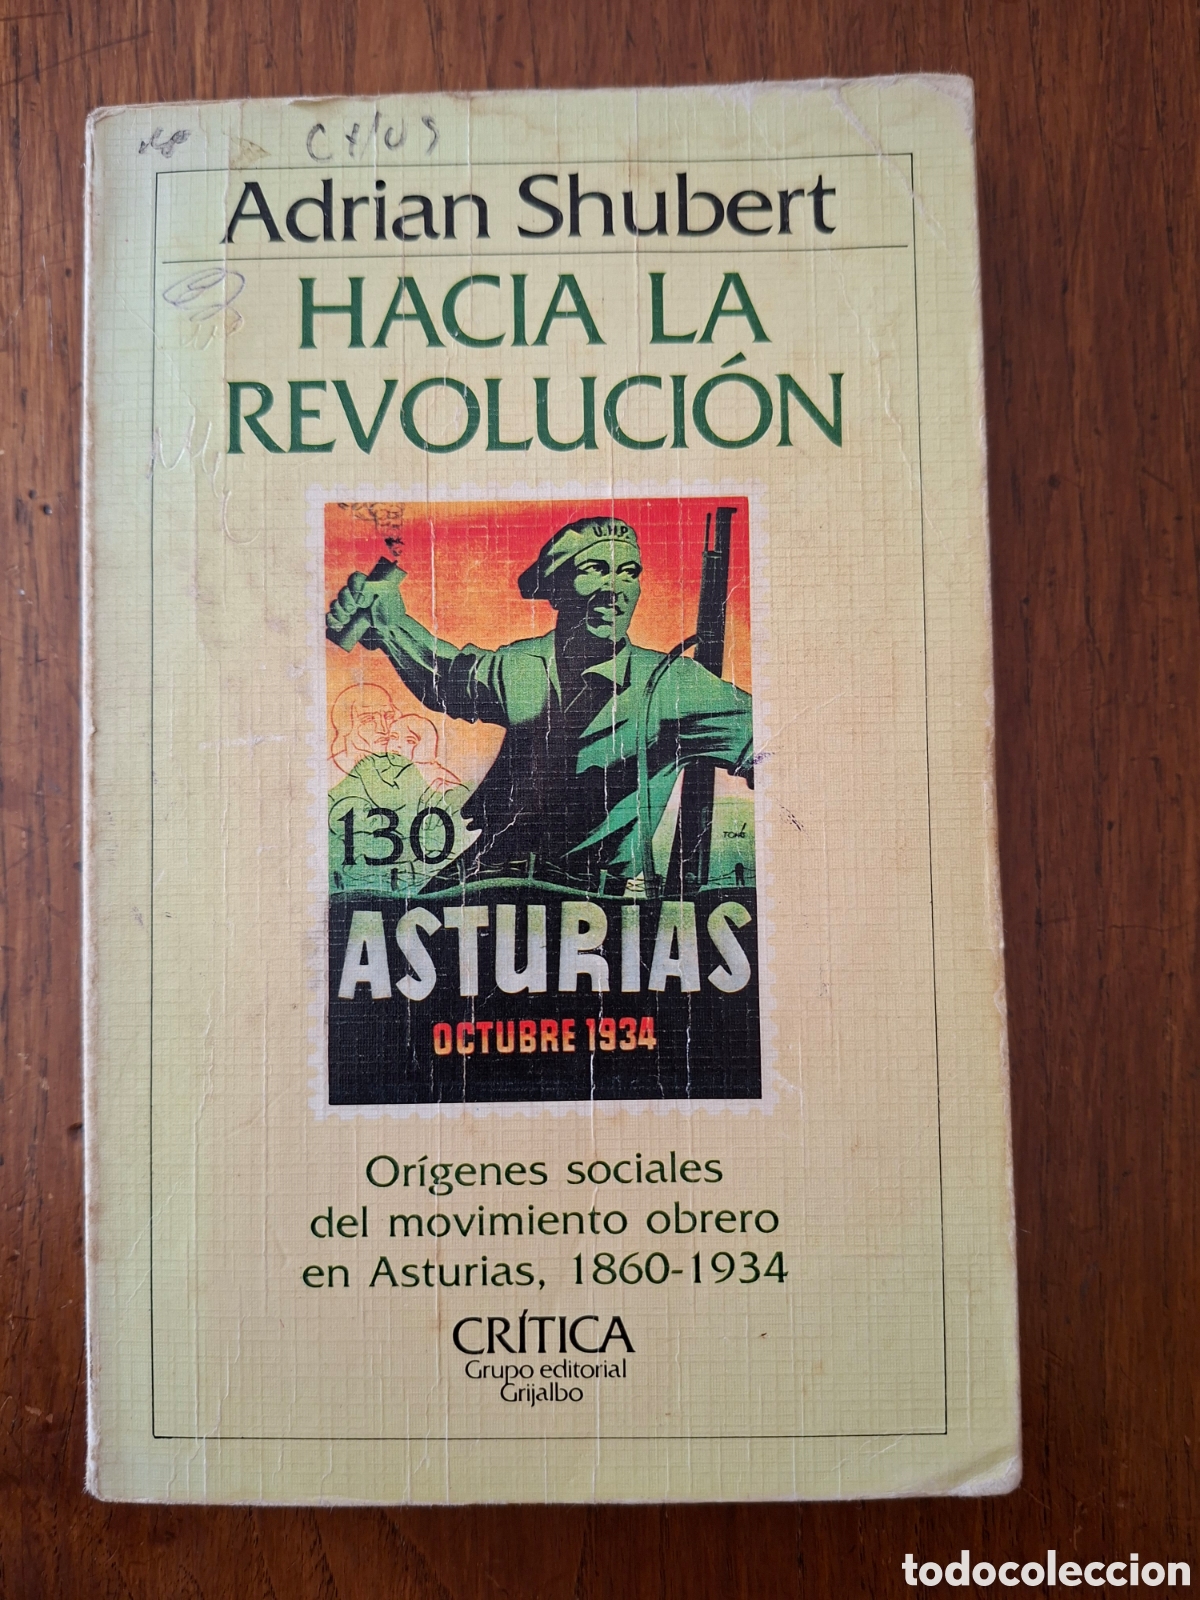 Adrian Shubert
HACIA LA
REVOLUCIÓN
U.H.P.
TONO
130
ASTURIAS
OCTUBRE 1934
Orígenes sociales
del movimiento obrero
en Asturias, 1860-1934
CRÍTICA
Grupo editorial
Grijalbo
todocoleccion